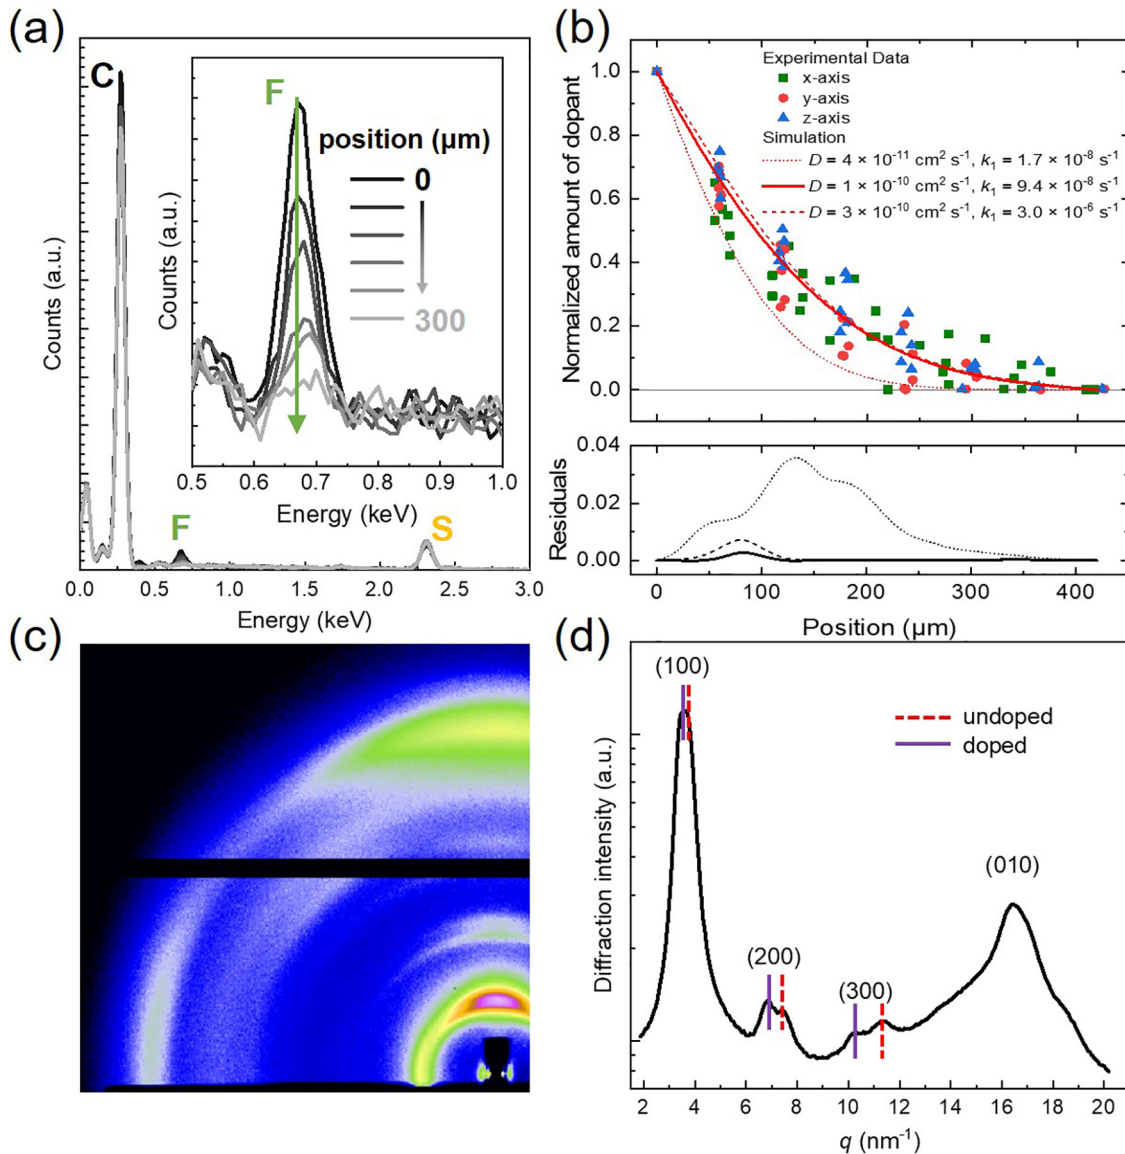 (a)
C
F
position (µm)
0
300
Counts (a.u.)
0.5 0.6 0.7 0.8 0.9 1.0
Energy (keV)
Counts (a.u.)
F
S
0.0 0.5 1.0 1.5 2.0 2.5 3.0
Energy (keV)
(b)
Normalized amount of dopant
1.0
0.8
0.6
0.4
0.2
0.0
Experimental Data
x-axis
y-axis
z-axis
Simulation
D = 4 × 10⁻¹¹ cm² s⁻¹, k₁ = 1.7 × 10⁻⁸ s⁻¹
D = 1 × 10⁻¹⁰ cm² s⁻¹, k₁ = 9.4 × 10⁻⁸ s⁻¹
D = 3 × 10⁻¹⁰ cm² s⁻¹, k₁ = 3.0 × 10⁻⁶ s⁻¹
Residuals
0.04
0.02
0.00
0 100 200 300 400
Position (µm)
(c)
(d)
Diffraction intensity (a.u.)
(100)
(200)
(300)
(010)
undoped
doped
2 4 6 8 10 12 14 16 18 20
q (nm⁻¹)